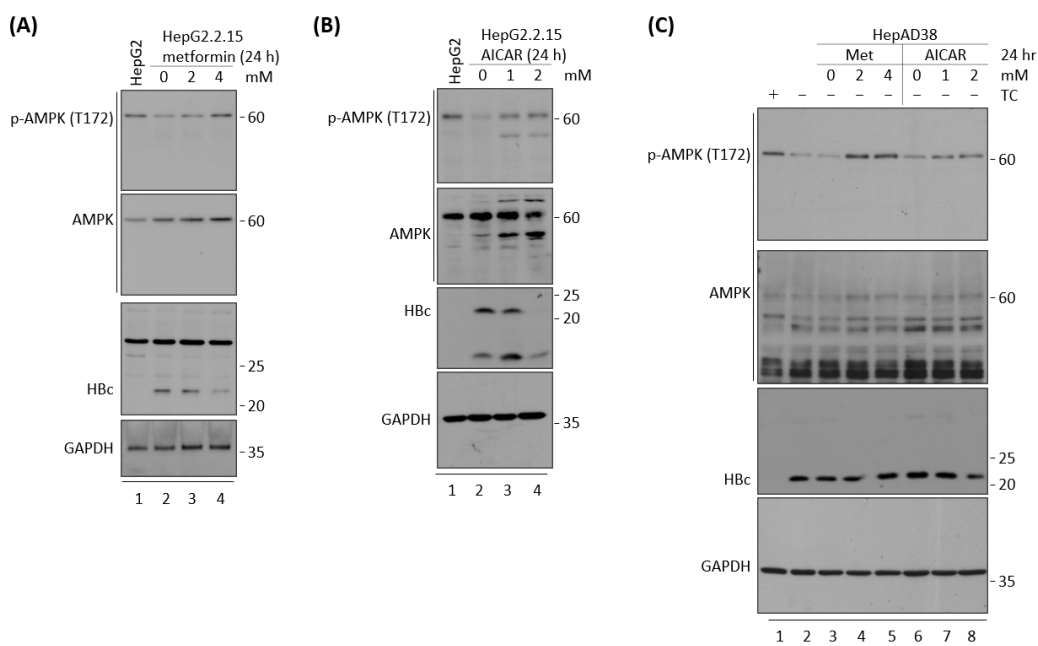 (A)
HepG2
HepG2.2.15
metformin (24 h)
0 2 4 mM
p-AMPK (T172)
- 60
AMPK
- 60
HBc
- 25
- 20
GAPDH
- 35
1 2 3 4
(B)
HepG2
HepG2.2.15
AICAR (24 h)
0 1 2 mM
p-AMPK (T172)
- 60
AMPK
- 60
HBc
- 25
- 20
GAPDH
- 35
1 2 3 4
(C)
HepAD38
Met AICAR 24 hr
0 2 4 0 1 2 mM
+ – – – – – – – TC
p-AMPK (T172)
- 60
AMPK
- 60
HBc
- 25
- 20
GAPDH
- 35
1 2 3 4 5 6 7 8